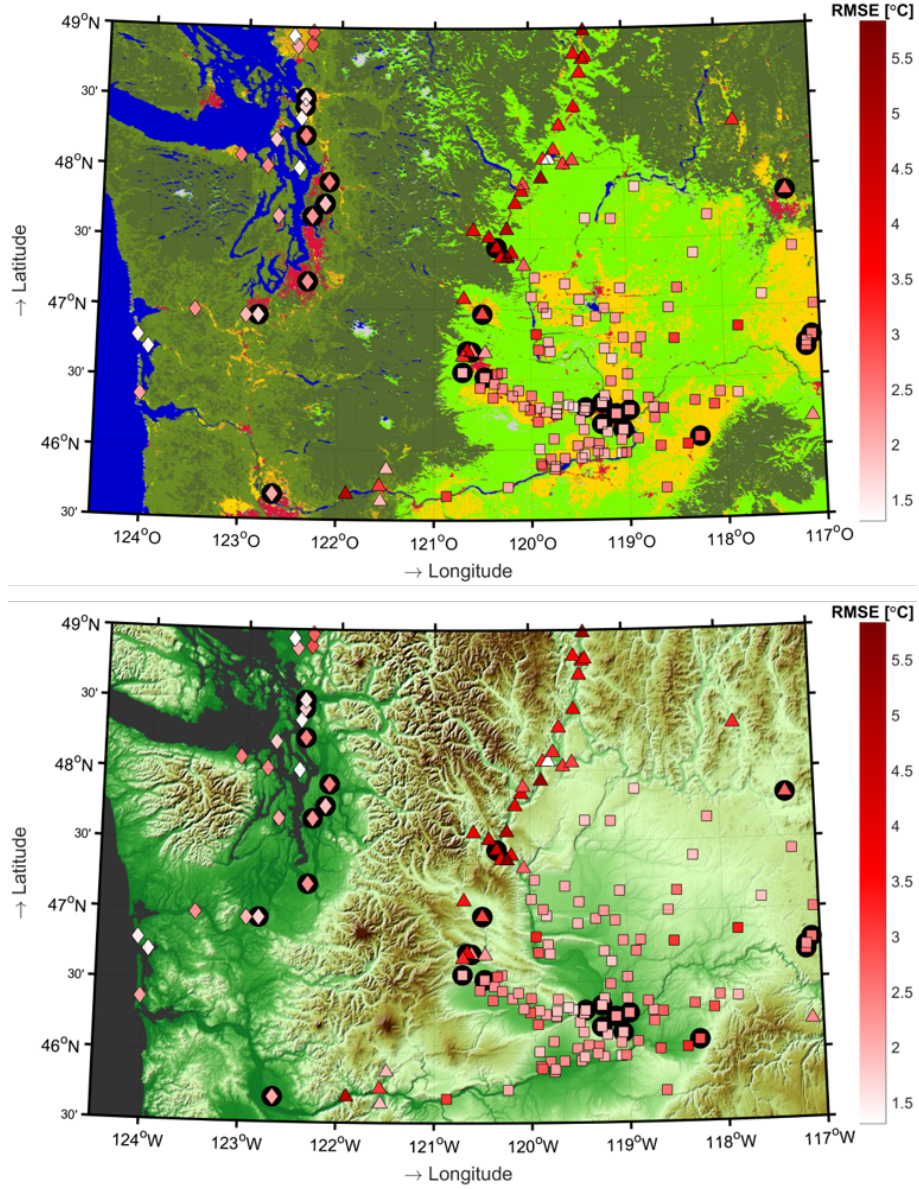 RMSE [°C]
49°N
30'
48°N
30'
47°N
30'
46°N
30'
→ Latitude
124°O 123°O 122°O 121°O 120°O 119°O 118°O 117°O
→ Longitude
5.5
5
4.5
4
3.5
3
2.5
2
1.5
RMSE [°C]
49°N
30'
48°N
30'
47°N
30'
46°N
30'
→ Latitude
124°W 123°W 122°W 121°W 120°W 119°W 118°W 117°W
→ Longitude
5.5
5
4.5
4
3.5
3
2.5
2
1.5